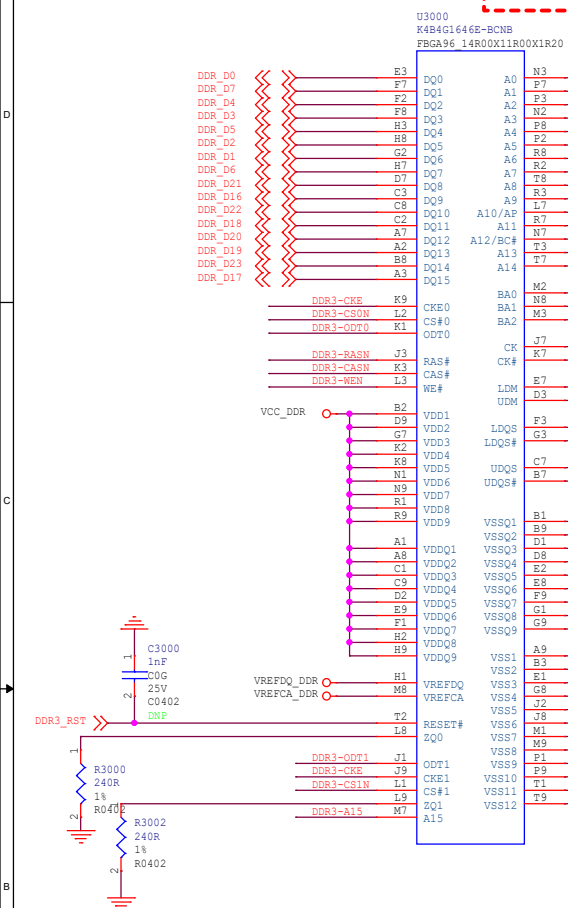 U3000
K4B4G1646E-BCNB
FBGA96_14R00X11R00X1R20
DDR_D0 E3 DQ0 A0 N3
DDR_D7 F7 DQ1 A1 P7
DDR_D4 F2 DQ2 A2 P3
DDR_D3 F8 DQ3 A3 N2
D
DDR_D5 H3 DQ4 A4 P8
DDR_D2 H8 DQ5 A5 P2
DDR_D1 G2 DQ6 A6 R8
DDR_D6 H7 DQ7 A7 R2
DDR_D21 D7 DQ8 A8 T8
DDR_D16 C3 DQ9 A9 R3
DDR_D22 C8 DQ10 A10/AP L7
DDR_D18 C2 DQ11 A11 R7
DDR_D20 A7 DQ12 A12/BC# N7
DDR_D19 A2 DQ13 A13 T3
DDR_D23 B8 DQ14 A14 T7
DDR_D17 A3 DQ15
BA0 M2
DDR3-CKE K9 CKE0 BA1 N8
DDR3-CS0N L2 CS#0 BA2 M3
DDR3-ODT0 K1 ODT0
CK J7
DDR3-RASN J3 RAS# CK# K7
DDR3-CASN K3 CAS#
DDR3-WEN L3 WE# LDM E7
UDM D3
VCC_DDR B2 VDD1
D9 VDD2 LDQS F3
G7 VDD3 LDQS# G3
K2 VDD4
K8 VDD5 UDQS C7
N1 VDD6 UDQS# B7
C
N9 VDD7
R1 VDD8
R9 VDD9 VSSQ1 B1
VSSQ2 B9
A1 VDDQ1 VSSQ3 D1
A8 VDDQ2 VSSQ4 D8
C1 VDDQ3 VSSQ5 E2
C9 VDDQ4 VSSQ6 E8
D2 VDDQ5 VSSQ7 F9
E9 VDDQ6 VSSQ8 G1
F1 VDDQ7 VSSQ9 G9
H2 VDDQ8
H9 VDDQ9 VSS1 A9
VSS2 B3
VREFDQ_DDR H1 VREFDQ VSS3 E1
VREFCA_DDR M8 VREFCA VSS4 G8
VSS5 J2
1
C3000
1nF
C0G
25V
2
C0402
DNP
DDR3_RST T2 RESET# VSS6 J8
L8 ZQ0 VSS7 M1
VSS8 M9
DDR3-ODT1 J1 ODT1 VSS9 P1
DDR3-CKE J9 CKE1 VSS10 P9
DDR3-CS1N L1 CS#1 VSS11 T1
L9 ZQ1 VSS12 T9
DDR3-A15 M7 A15
1
R3000
240R
1%
R0402
2
1
R3002
240R
1%
R0402
2
B